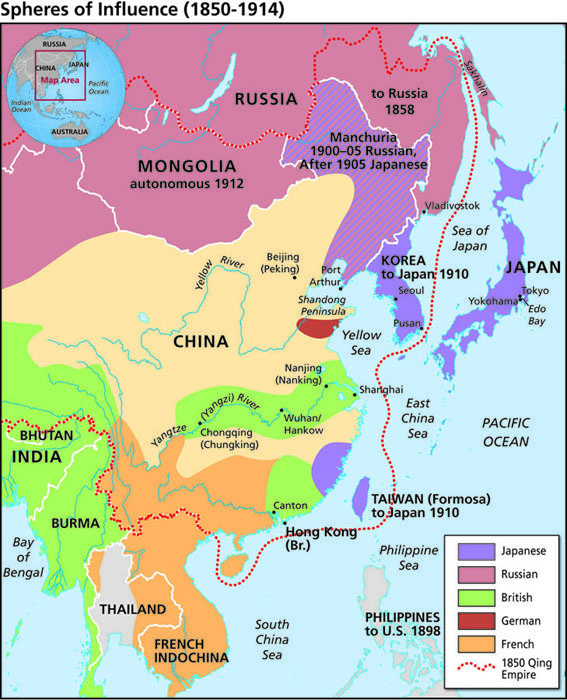 Spheres of Influence (1850-1914)
RUSSIA
CHINA
JAPAN
Map Area
Pacific
Ocean
Indian
Ocean
AUSTRALIA
RUSSIA
to Russia
1858
Sakhalin
Manchuria
1900–05 Russian,
After 1905 Japanese
MONGOLIA
autonomous 1912
Vladivostok
Sea of
Japan
Beijing
(Peking)
Yellow River
Port
Arthur
KOREA
to Japan 1910
JAPAN
Seoul
Tokyo
Yokohama
Edo
Bay
Shandong
Peninsula
Pusan
CHINA
Yellow
Sea
Nanjing
(Nanking)
Shanghai
Yangtze (Yangzi) River
Wuhan/
Hankow
Chongqing
(Chungking)
East
China
Sea
PACIFIC
OCEAN
BHUTAN
INDIA
BURMA
Canton
Hong Kong
(Br.)
TAIWAN (Formosa)
to Japan 1910
Bay
of
Bengal
Philippine
Sea
THAILAND
PHILIPPINES
to U.S. 1898
FRENCH
INDOCHINA
South
China
Sea
Japanese
Russian
British
German
French
1850 Qing
Empire